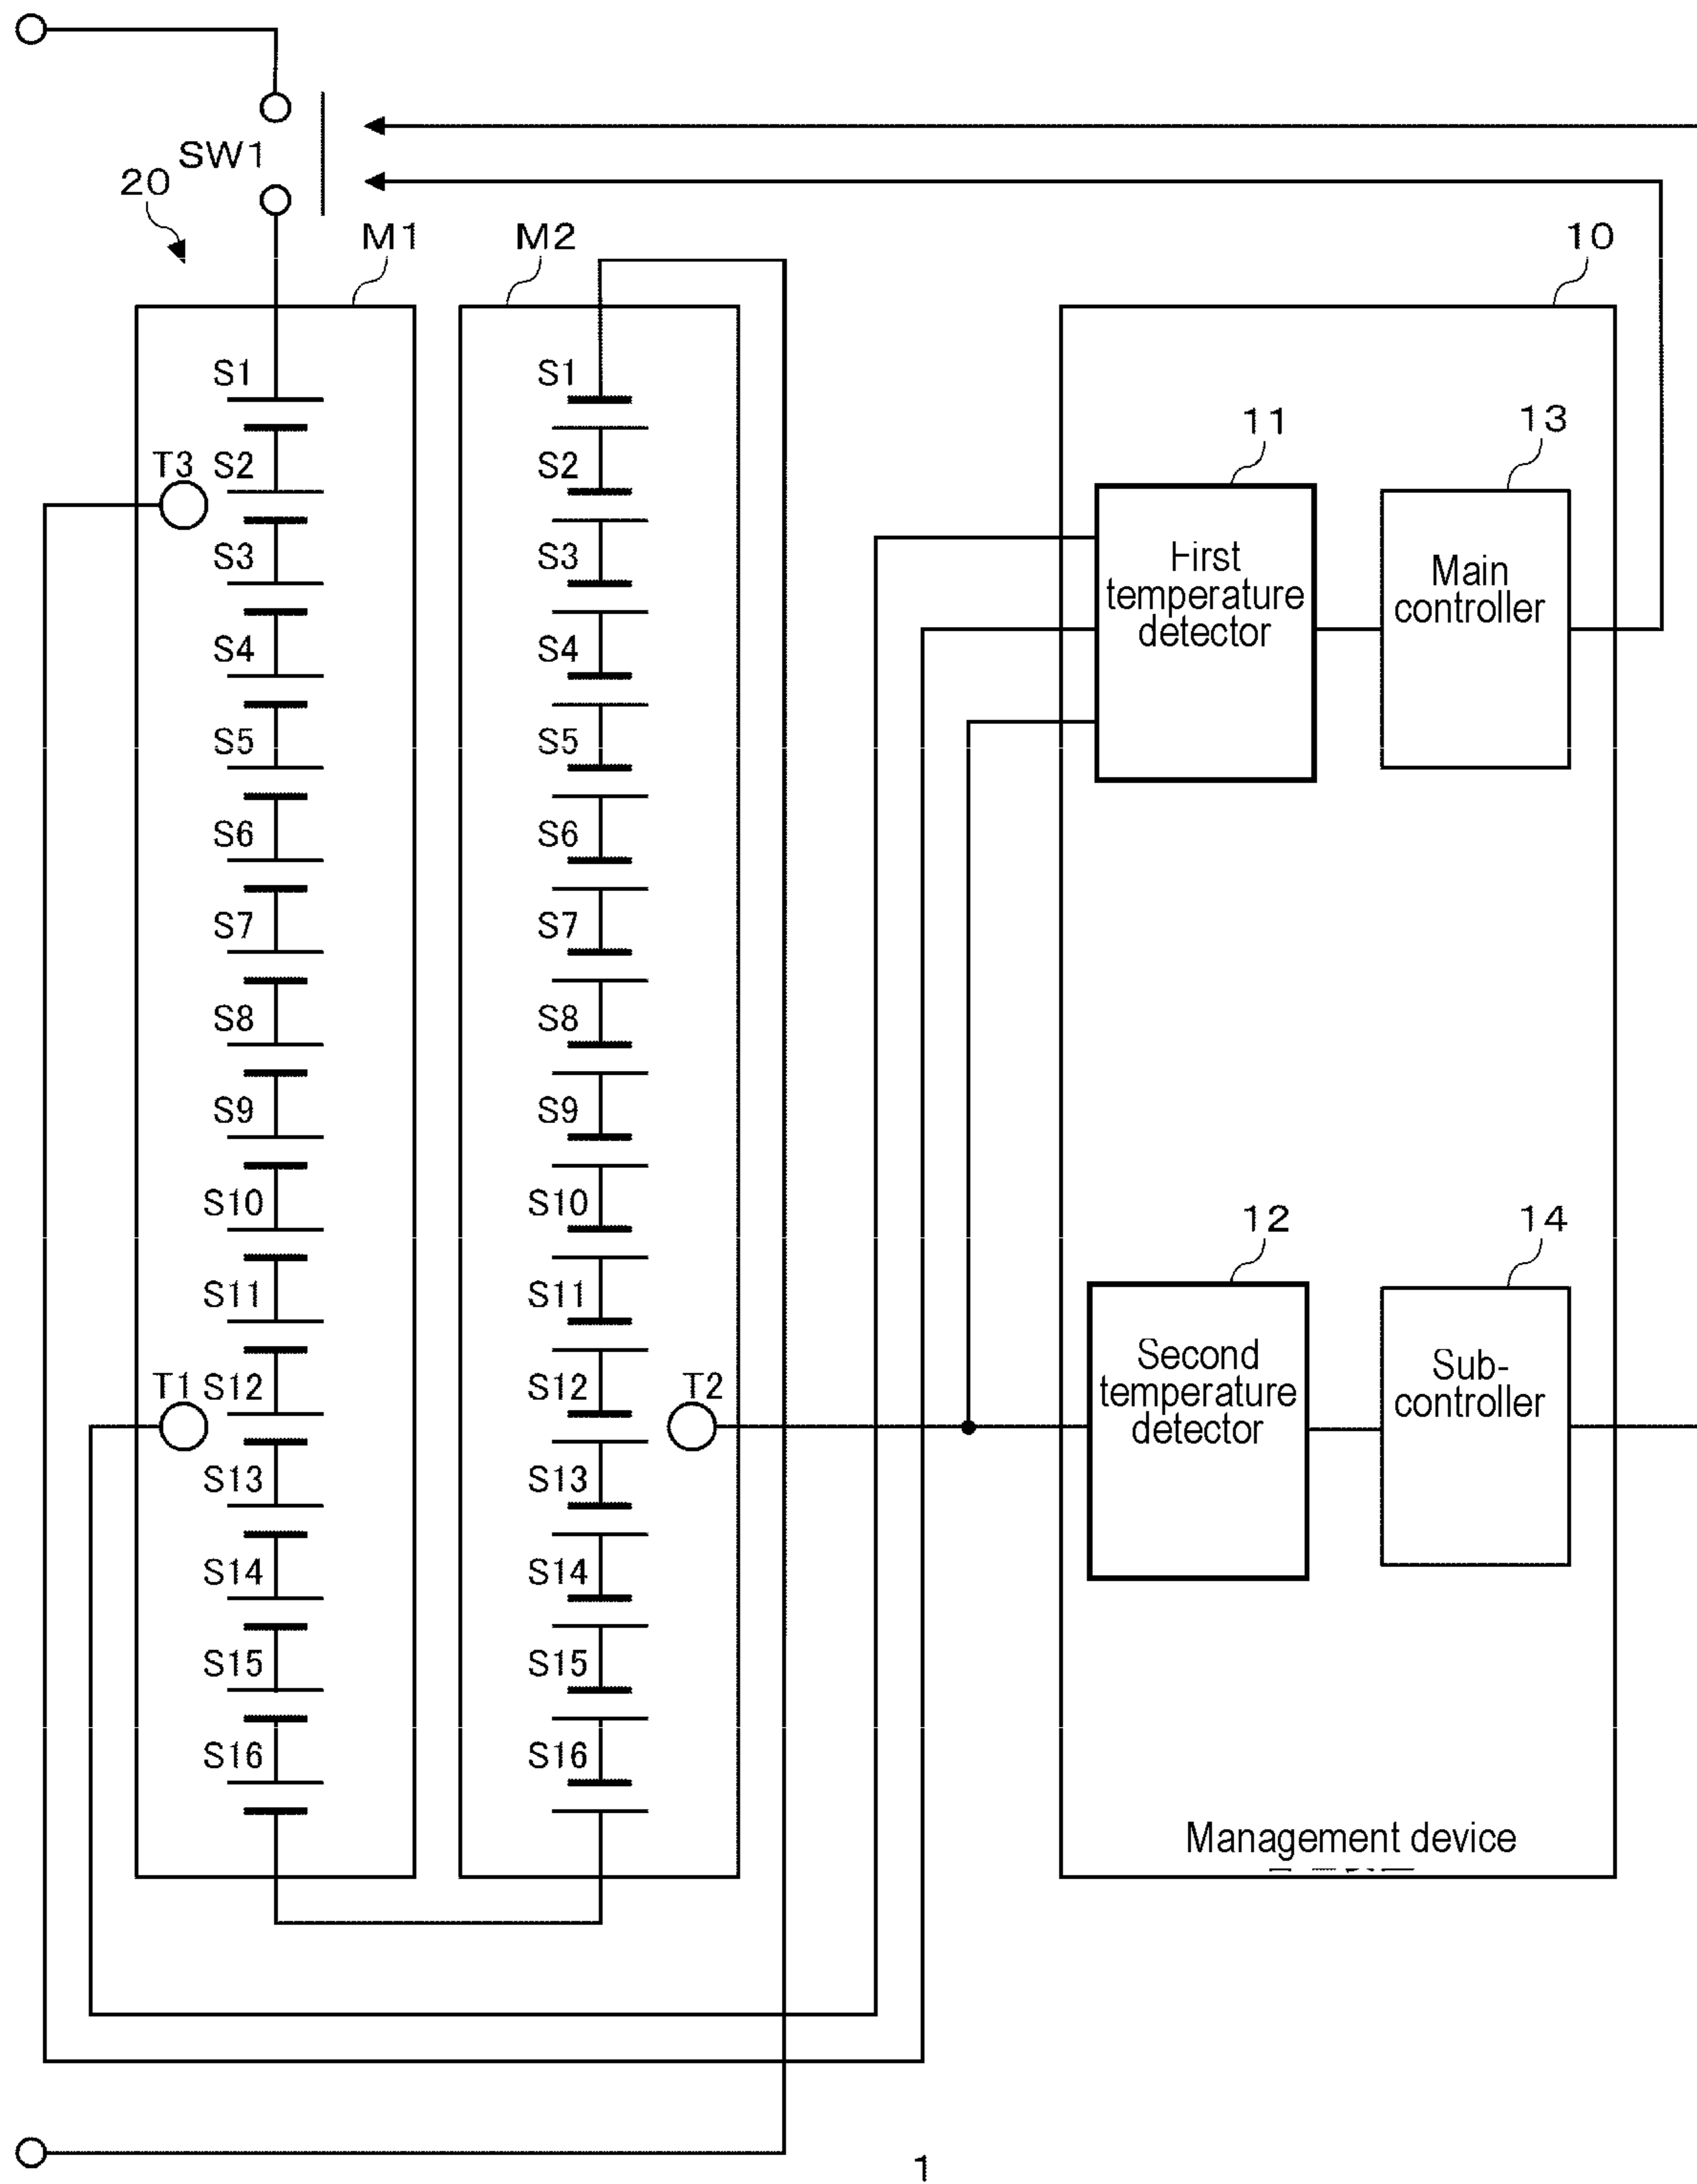 SW1
20
M1
M2
10
S1
S1
11
13
T3
S2
S2
First
temperature
detector
Main
controller
S3
S3
S4
S4
S5
S5
S6
S6
S7
S7
S8
S8
S9
S9
S10
S10
12
14
S11
S11
T1
S12
S12
T2
Second
temperature
detector
Sub-
controller
S13
S13
S14
S14
S15
S15
S16
S16
Management device
1